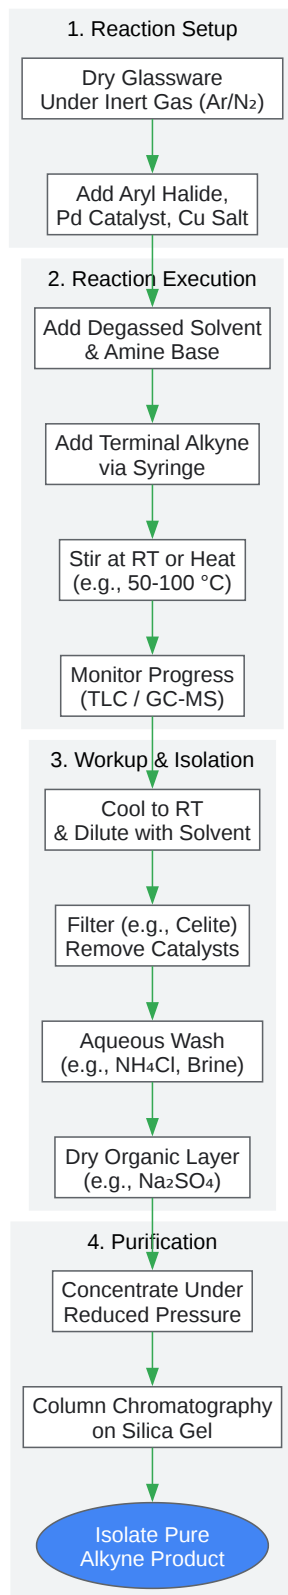 1. Reaction Setup
Dry Glassware
Under Inert Gas (Ar/N₂)
Add Aryl Halide,
Pd Catalyst, Cu Salt
2. Reaction Execution
Add Degassed Solvent
& Amine Base
Add Terminal Alkyne
via Syringe
Stir at RT or Heat
(e.g., 50-100 °C)
Monitor Progress
(TLC / GC-MS)
3. Workup & Isolation
Cool to RT
& Dilute with Solvent
Filter (e.g., Celite)
Remove Catalysts
Aqueous Wash
(e.g., NH₄Cl, Brine)
Dry Organic Layer
(e.g., Na₂SO₄)
4. Purification
Concentrate Under
Reduced Pressure
Column Chromatography
on Silica Gel
Isolate Pure
Alkyne Product